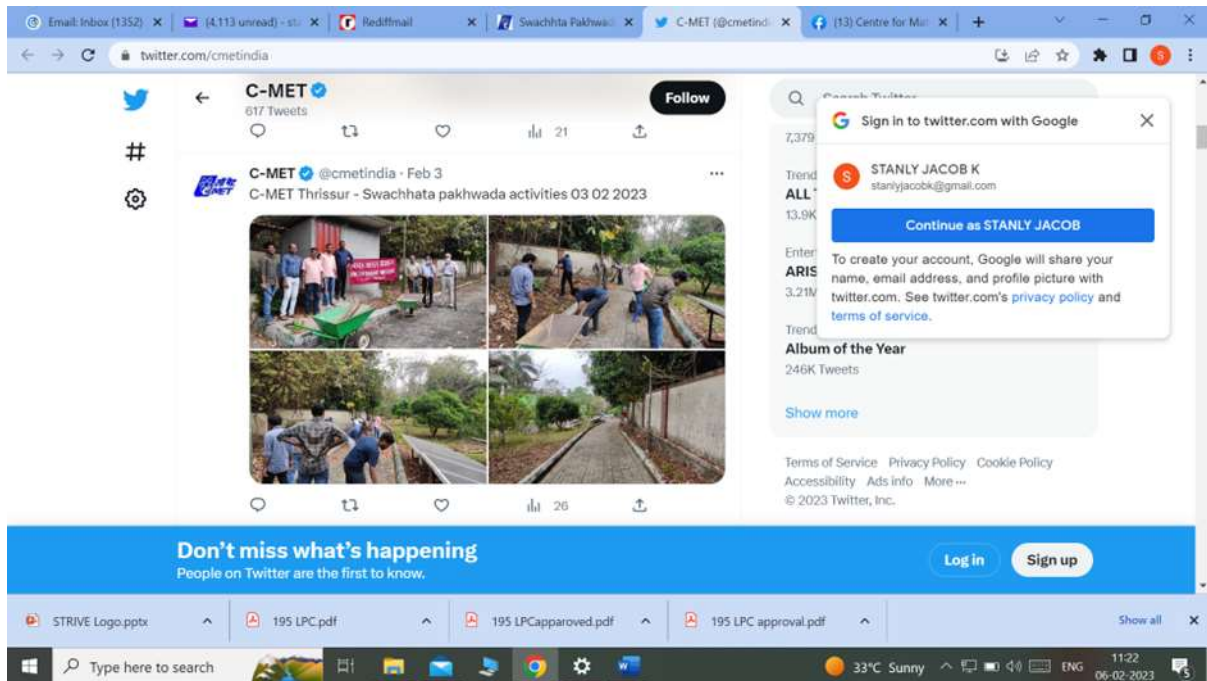 Email: Inbox (1352)
(4,113 unread) - sta
Rediffmail
Swachhta Pakhwad
C-MET (@cmetindi
(13) Centre for Mat
twitter.com/cmetindia
S
C-MET
617 Tweets
Follow
21
C-MET @cmetindia · Feb 3
C-MET Thrissur - Swachhata pakhwada activities 03 02 2023
26
Search Twitter
7,379
Trend
ALL
13.9K
Enter
ARIS
3.21M
Trend
Album of the Year
246K Tweets
Show more
Terms of Service Privacy Policy Cookie Policy
Accessibility Ads info More ···
© 2023 Twitter, Inc.
Sign in to twitter.com with Google
S
STANLY JACOB K
stanlyjacobk@gmail.com
Continue as STANLY JACOB
To create your account, Google will share your
name, email address, and profile picture with
twitter.com. See twitter.com's privacy policy and
terms of service.
Don't miss what's happening
People on Twitter are the first to know.
Log in
Sign up
STRIVE Logo.pptx
195 LPC.pdf
195 LPCapparoved.pdf
195 LPC approval.pdf
Show all
Type here to search
33°C Sunny
ENG
11:22
06-02-2023
5